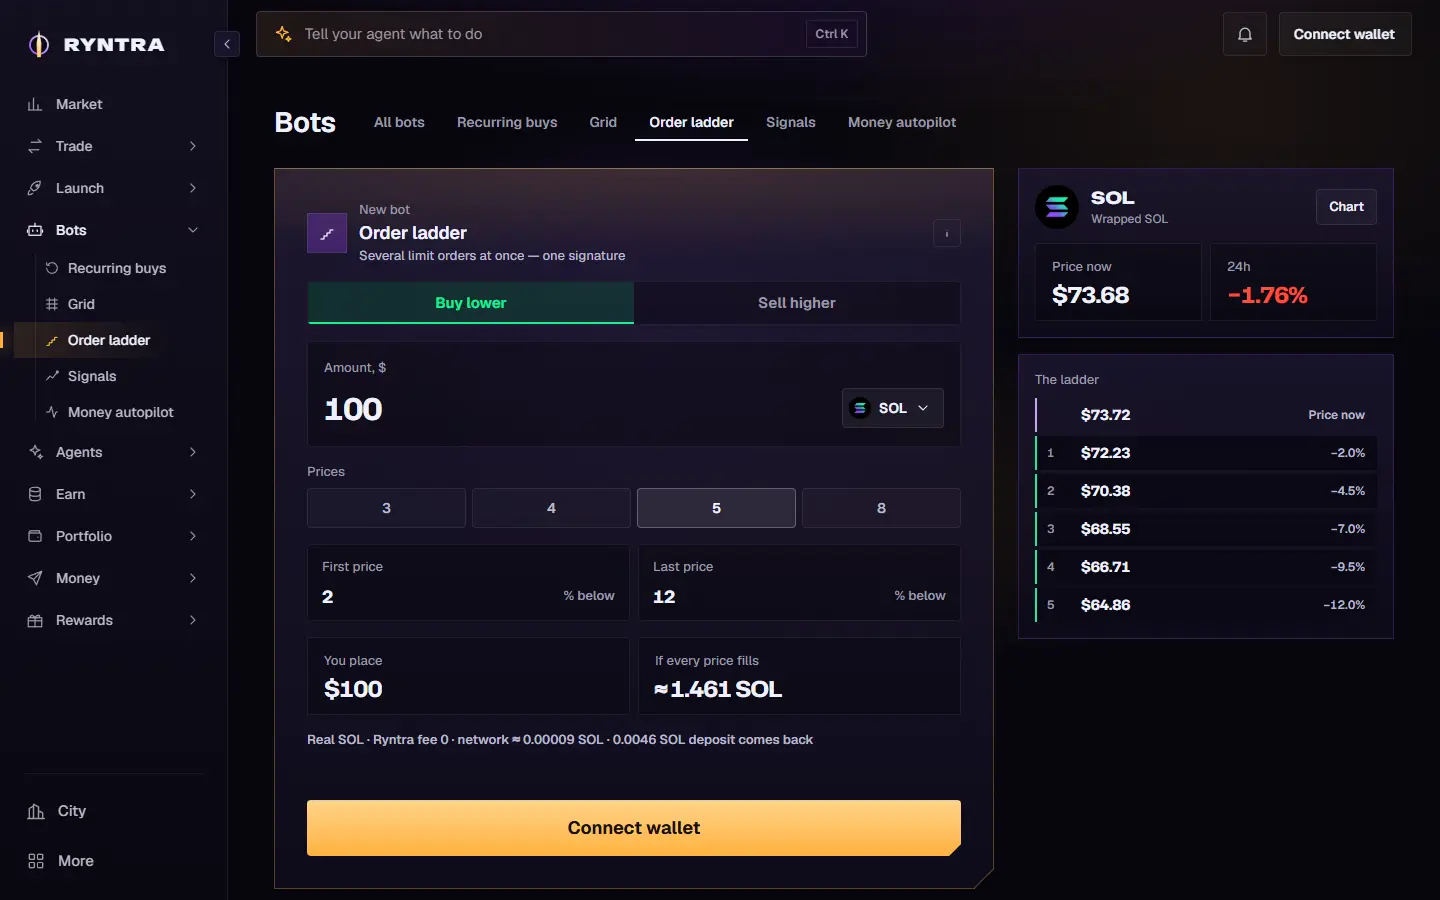 RYNTRA
Tell your agent what to do
Ctrl K
Connect wallet
Market
Trade
Launch
Bots
Recurring buys
Grid
Order ladder
Signals
Money autopilot
Agents
Earn
Portfolio
Money
Rewards
City
More
Bots
All bots
Recurring buys
Grid
Order ladder
Signals
Money autopilot
New bot
Order ladder
Several limit orders at once — one signature
i
Buy lower
Sell higher
Amount, $
100
SOL
Prices
3
4
5
8
First price
2
% below
Last price
12
% below
You place
$100
If every price fills
≈ 1.461 SOL
Real SOL · Ryntra fee 0 · network ≈ 0.00009 SOL · 0.0046 SOL deposit comes back
Connect wallet
SOL
Wrapped SOL
Chart
Price now
$73.68
24h
−1.76%
The ladder
$73.72 Price now
1 $72.23 −2.0%
2 $70.38 −4.5%
3 $68.55 −7.0%
4 $66.71 −9.5%
5 $64.86 −12.0%